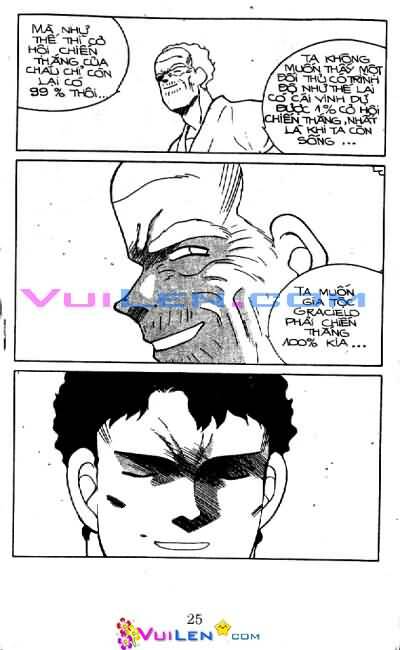 MÀ NHƯ
THẾ THÌ CƠ
HỘI CHIẾN
THẮNG CỦA
CHÁU CHỈ CÒN
LẠI CÓ
99 % THÔI...
TA KHÔNG
MUỐN THẤY MỘT
ĐỐI THỦ CÓ TRÌNH
ĐỘ NHƯ THẾ LẠI
CÓ CÁI VINH DỰ
ĐƯỢC 1% CƠ HỘI
CHIẾN THẮNG, NHẤT
LÀ KHI TA CÒN
SỐNG ...
TA MUỐN
GIA TỘC
GRACIELO
PHẢI CHIẾN
THẮNG
100% KIA ...
VUILEN.COM
25
VUILEN.COM